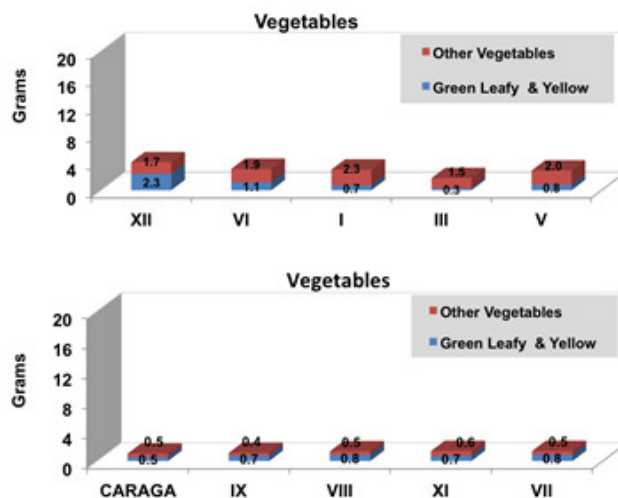 Vegetables
Grams
20
16
12
8
4
0
Other Vegetables
Green Leafy & Yellow
1.7 1.9 2.3 1.5 2.0
2.3 1.1 0.7 0.3 0.8
XII VI I III V
Vegetables
Grams
20
16
12
8
4
0
Other Vegetables
Green Leafy & Yellow
0.5 0.4 0.5 0.6 0.5
0.5 0.7 0.8 0.7 0.8
CARAGA IX VIII XI VII